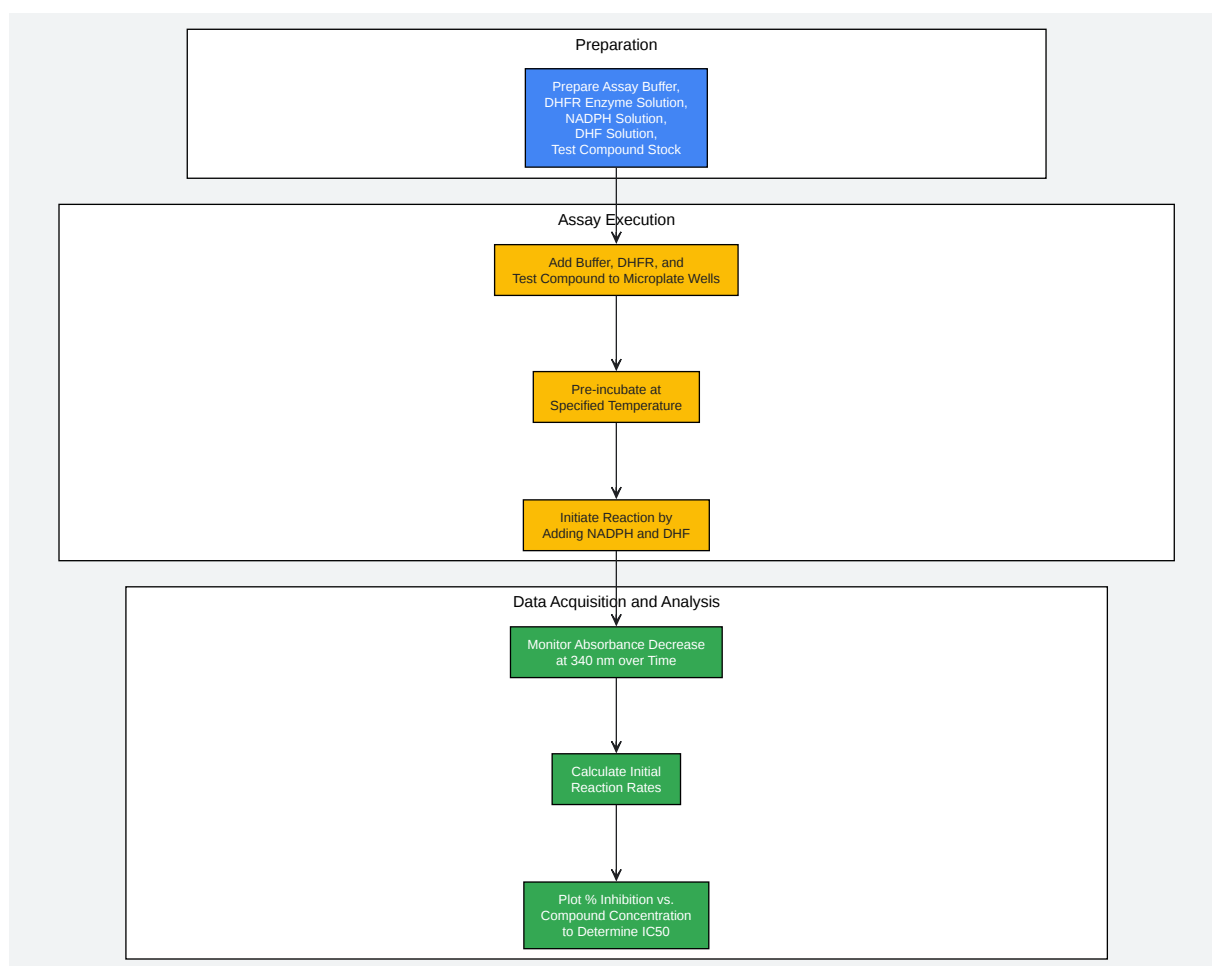 Preparation
Prepare Assay Buffer,
DHFR Enzyme Solution,
NADPH Solution,
DHF Solution,
Test Compound Stock
Assay Execution
Add Buffer, DHFR, and
Test Compound to Microplate Wells
Pre-incubate at
Specified Temperature
Initiate Reaction by
Adding NADPH and DHF
Data Acquisition and Analysis
Monitor Absorbance Decrease
at 340 nm over Time
Calculate Initial
Reaction Rates
Plot % Inhibition vs.
Compound Concentration
to Determine IC50